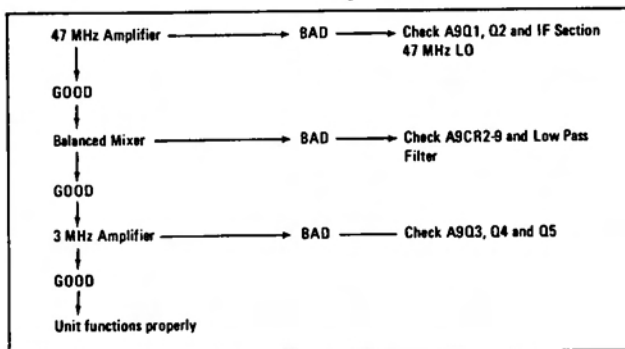 47 MHz Amplifier BAD Check A9Q1, Q2 and IF Section
47 MHz LO
GOOD
Balanced Mixer BAD Check A9CR2-9 and Low Pass
Filter
GOOD
3 MHz Amplifier BAD Check A9Q3, Q4 and Q5
GOOD
Unit functions properly